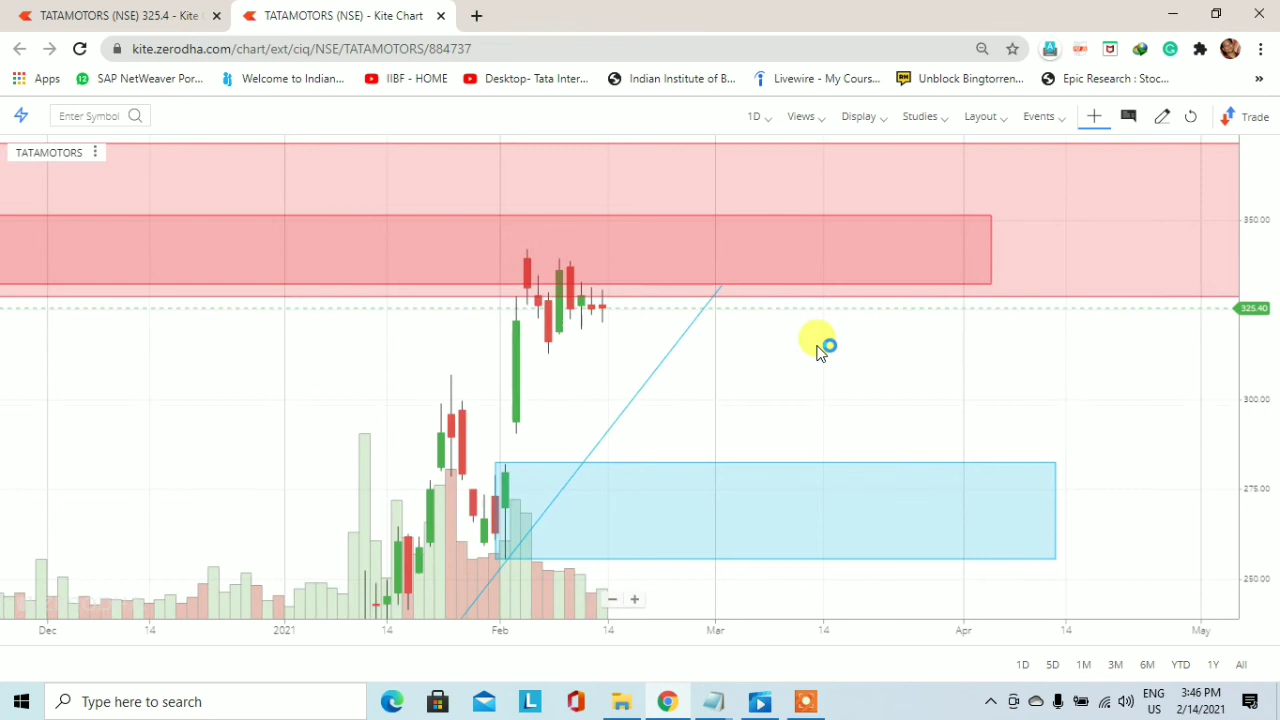 TATAMOTORS (NSE) 325.4 - Kite
TATAMOTORS (NSE) - Kite Chart
kite.zerodha.com/chart/ext/ciq/NSE/TATAMOTORS/884737
Apps
SAP NetWeaver Por...
Welcome to Indian...
IIBF - HOME
Desktop- Tata Inter...
Indian Institute of B...
Livewire - My Cours...
Unblock Bingtorren...
Epic Research : Stoc...
»
Enter Symbol
1D
Views
Display
Studies
Layout
Events
Trade
TATAMOTORS
350.00
325.40
300.00
275.00
250.00
Dec
14
2021
14
Feb
14
Mar
14
Apr
14
May
1D
5D
1M
3M
6M
YTD
1Y
All
Type here to search
ENG
US
3:46 PM
2/14/2021